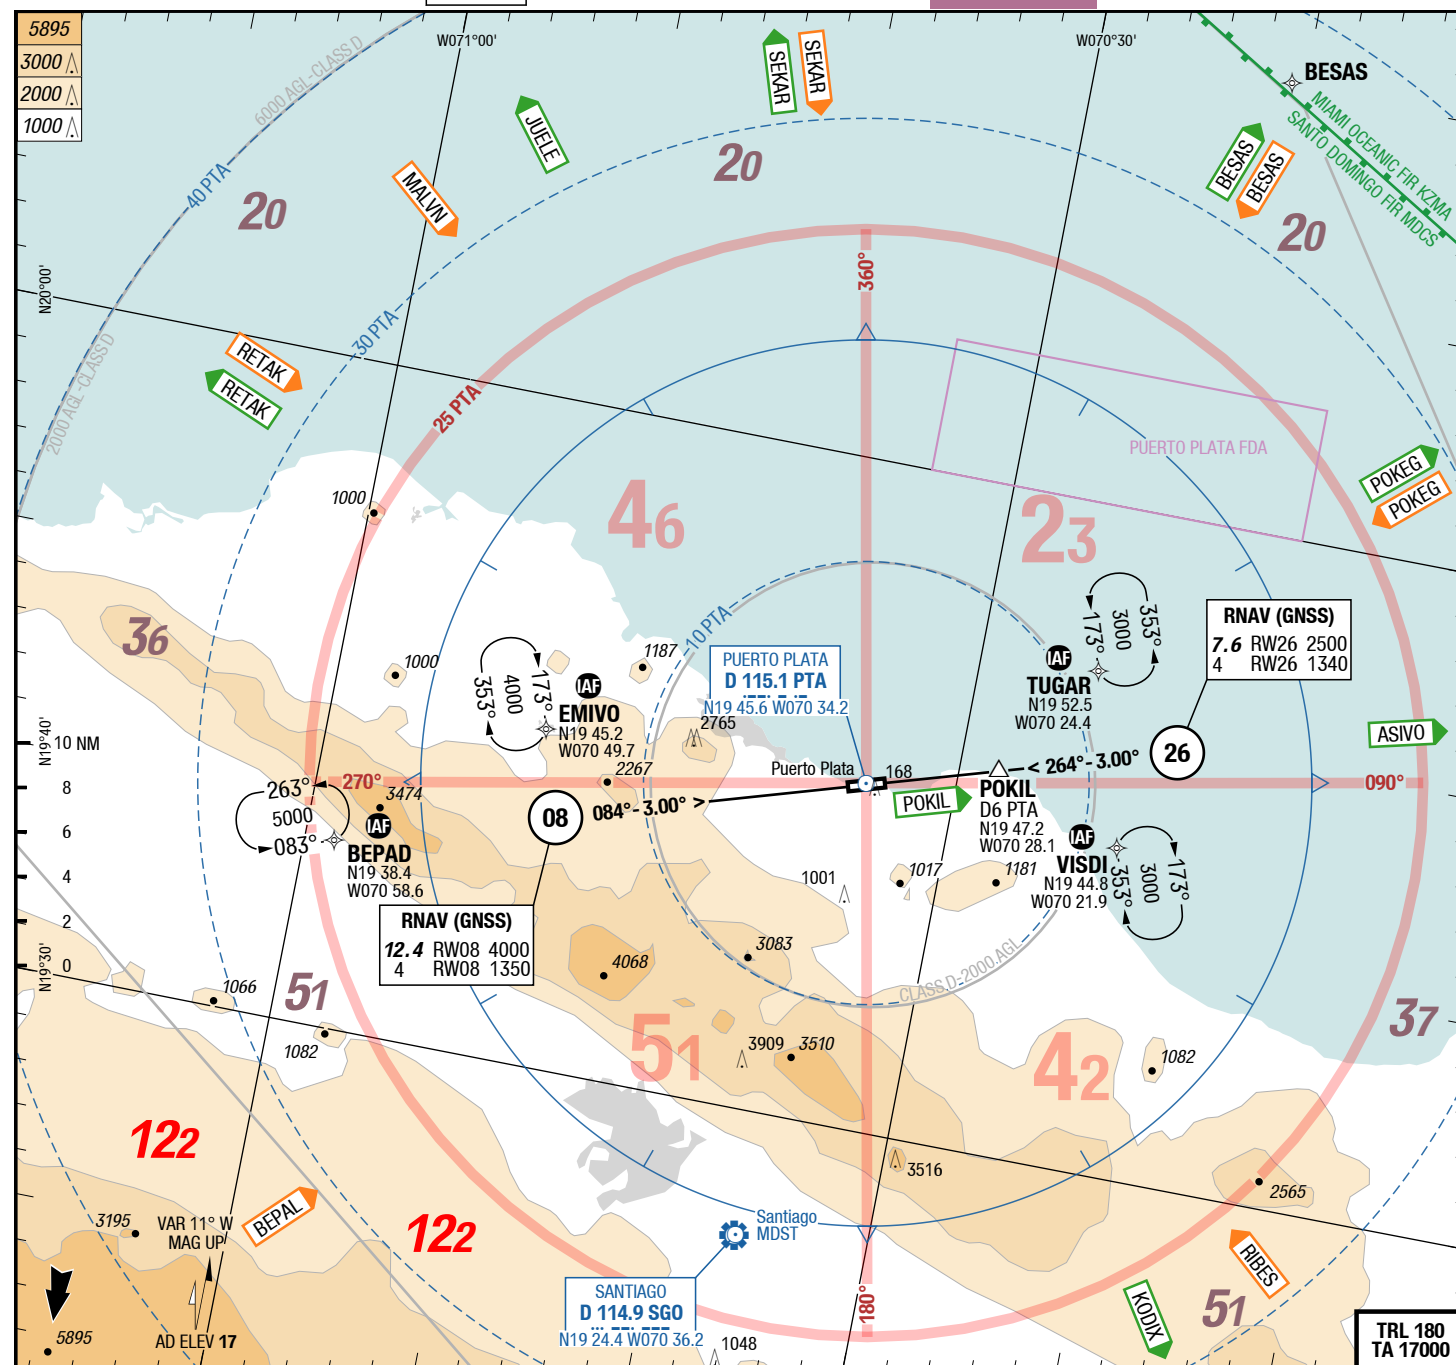 5895
3000
2000
1000
6000 AGL-CLASS D
W071°00'
W070°30'
SEKAR
SEKAR
JUELE
MALVN
BESAS
MIAMI OCEANIC FIR KZMA
SANTO DOMINGO FIR MDCS
BESAS
BESAS
40 PTA
20
20
20
N20°00'
360°
30 PTA
2000 AGL-CLASS D
RETAK
RETAK
25 PTA
PUERTO PLATA FDA
POKEG
POKEG
1000
46
23
36
1000
1187
10 PTA
353°
4000
173°
IAF
EMIVO
N19 45.2
W070 49.7
PUERTO PLATA
D 115.1 PTA
N19 45.6 W070 34.2
173°
3000
353°
IAF
TUGAR
N19 52.5
W070 24.4
RNAV (GNSS)
7.6 RW26 2500
4 RW26 1340
26
ASIVO
2765
N19°40'
10 NM
8
6
4
2
0
N19°30'
263°
5000
083°
270°
3474
IAF
BEPAD
N19 38.4
W070 58.6
2267
08
084°-3.00° >
Puerto Plata
168
< 264°-3.00°
POKIL
POKIL
D6 PTA
N19 47.2
W070 28.1
090°
IAF
VISDI
N19 44.8
W070 21.9
353°
3000
173°
RNAV (GNSS)
12.4 RW08 4000
4 RW08 1350
1001
1017
1181
3083
4068
CLASS D-2000 AGL
1066
51
1082
51
3909
3510
42
1082
37
122
122
3516
2565
3195
VAR 11° W
MAG UP
BEPAL
Santiago
MDST
SANTIAGO
D 114.9 SGO
N19 24.4 W070 36.2
180°
RIBES
KODIX
51
5895
AD ELEV 17
1048
TRL 180
TA 17000